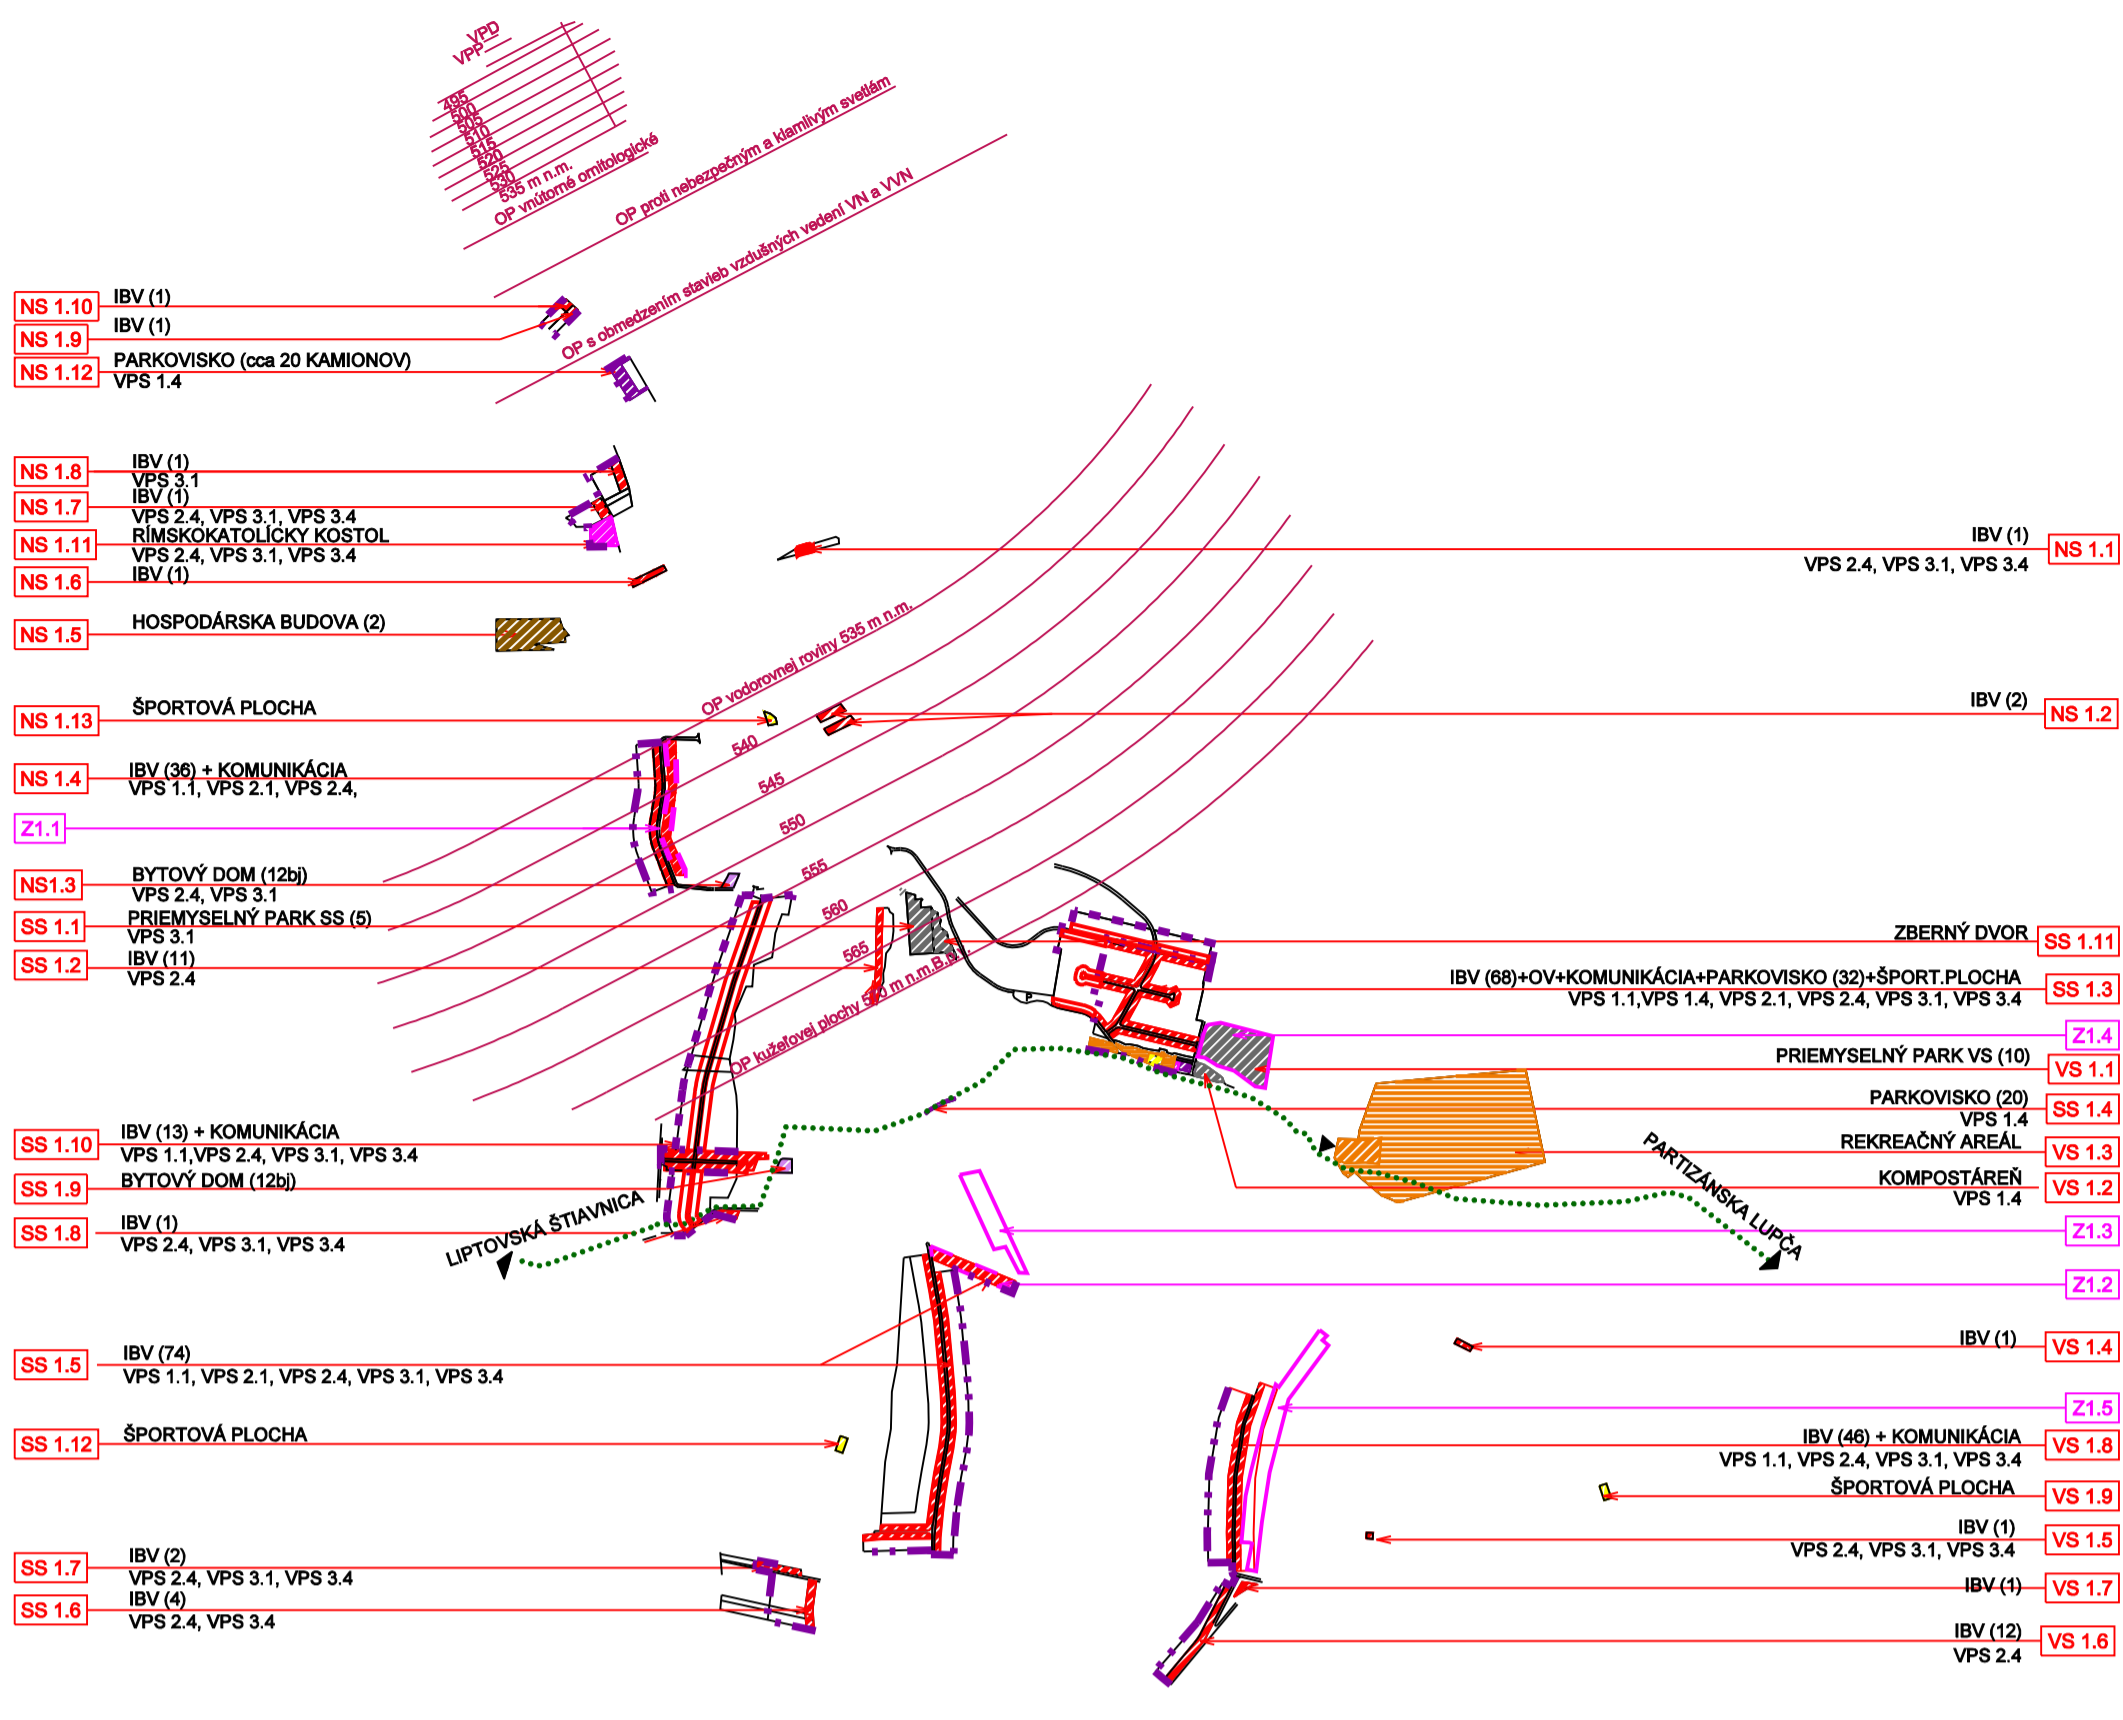 VPD
VPP
495
500
505
510
515
520
525
530
535 m n.m.
OP vnútorné ornitologické
OP proti nebezpečným a klamlivým svetlám
OP s obmedzením stavieb vzdušných vedení VN a VVN
NS 1.10 IBV (1)
NS 1.9 IBV (1)
NS 1.12 PARKOVISKO (cca 20 KAMIONOV)
VPS 1.4
NS 1.8 IBV (1)
VPS 3.1
NS 1.7 IBV (1)
VPS 2.4, VPS 3.1, VPS 3.4
NS 1.11 RÍMSKOKATOLÍCKY KOSTOL
VPS 2.4, VPS 3.1, VPS 3.4
NS 1.6 IBV (1)
NS 1.5 HOSPODÁRSKA BUDOVA (2)
NS 1.13 ŠPORTOVÁ PLOCHA
NS 1.4 IBV (36) + KOMUNIKÁCIA
VPS 1.1, VPS 2.1, VPS 2.4,
Z1.1
NS1.3 BYTOVÝ DOM (12bj)
VPS 2.4, VPS 3.1
SS 1.1 PRIEMYSELNÝ PARK SS (5)
VPS 3.1
SS 1.2 IBV (11)
VPS 2.4
SS 1.10 IBV (13) + KOMUNIKÁCIA
VPS 1.1,VPS 2.4, VPS 3.1, VPS 3.4
SS 1.9 BYTOVÝ DOM (12bj)
SS 1.8 IBV (1)
VPS 2.4, VPS 3.1, VPS 3.4
SS 1.5 IBV (74)
VPS 1.1, VPS 2.1, VPS 2.4, VPS 3.1, VPS 3.4
SS 1.12 ŠPORTOVÁ PLOCHA
SS 1.7 IBV (2)
VPS 2.4, VPS 3.1, VPS 3.4
SS 1.6 IBV (4)
VPS 2.4, VPS 3.4
OP vodorovnej roviny 535 m n.m.
540
545
550
555
560
565
OP kužeľovej plochy
m n.m.B.p.v.
P
LIPTOVSKÁ ŠTIAVNICA
PARTIZÁNSKA ĽUPČA
IBV (1) NS 1.1
VPS 2.4, VPS 3.1, VPS 3.4
IBV (2) NS 1.2
ZBERNÝ DVOR SS 1.11
IBV (68)+OV+KOMUNIKÁCIA+PARKOVISKO (32)+ŠPORT.PLOCHA SS 1.3
VPS 1.1,VPS 1.4, VPS 2.1, VPS 2.4, VPS 3.1, VPS 3.4
Z1.4
PRIEMYSELNÝ PARK VS (10) VS 1.1
PARKOVISKO (20) SS 1.4
VPS 1.4
REKREAČNÝ AREÁL VS 1.3
KOMPOSTÁREŇ VS 1.2
VPS 1.4
Z1.3
Z1.2
IBV (1) VS 1.4
Z1.5
IBV (46) + KOMUNIKÁCIA VS 1.8
VPS 1.1, VPS 2.4, VPS 3.1, VPS 3.4
ŠPORTOVÁ PLOCHA VS 1.9
IBV (1) VS 1.5
VPS 2.4, VPS 3.1, VPS 3.4
IBV (1) VS 1.7
IBV (12) VS 1.6
VPS 2.4